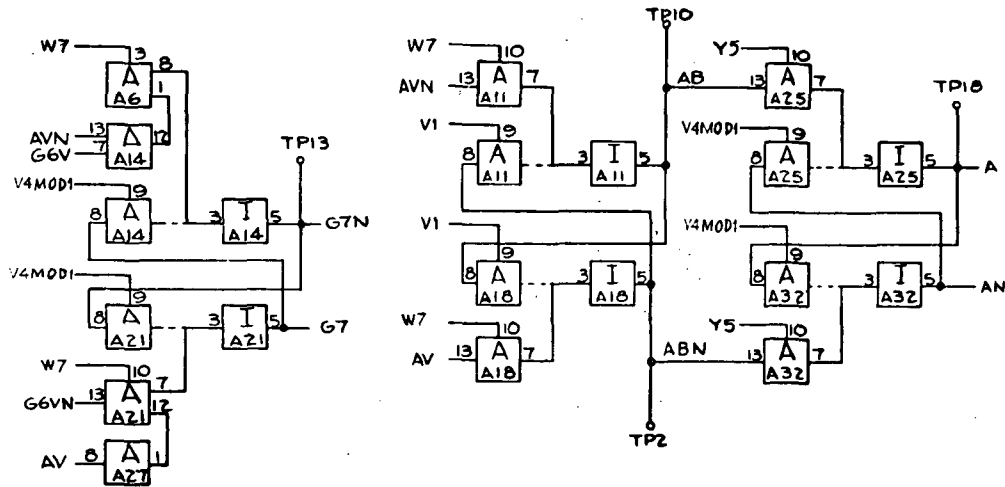 W7
3
A
8
1
A6
AVN 13
G6V 7
A
12
A14
TP13
V4MOD1
9
8
A
A14
3
I
5
A14
G7N
V4MOD1
9
8
A
A21
3
I
5
A21
G7
W7
10
G6VN 13
A
7
12
A21
AV 8
A
1
A27
TP10
W7
10
AVN 13
A
7
A11
V1
9
8
A
A11
3
I
5
A11
V1
9
8
A
A18
3
I
5
A18
W7
10
AV 13
A
7
A18
TP2
AB
Y5
10
13
A
7
A25
TP18
V4MOD1
9
8
A
A25
3
I
5
A25
A
V4MOD1
9
8
A
A32
3
I
5
A32
AN
Y5
10
ABN
13
A
7
A32